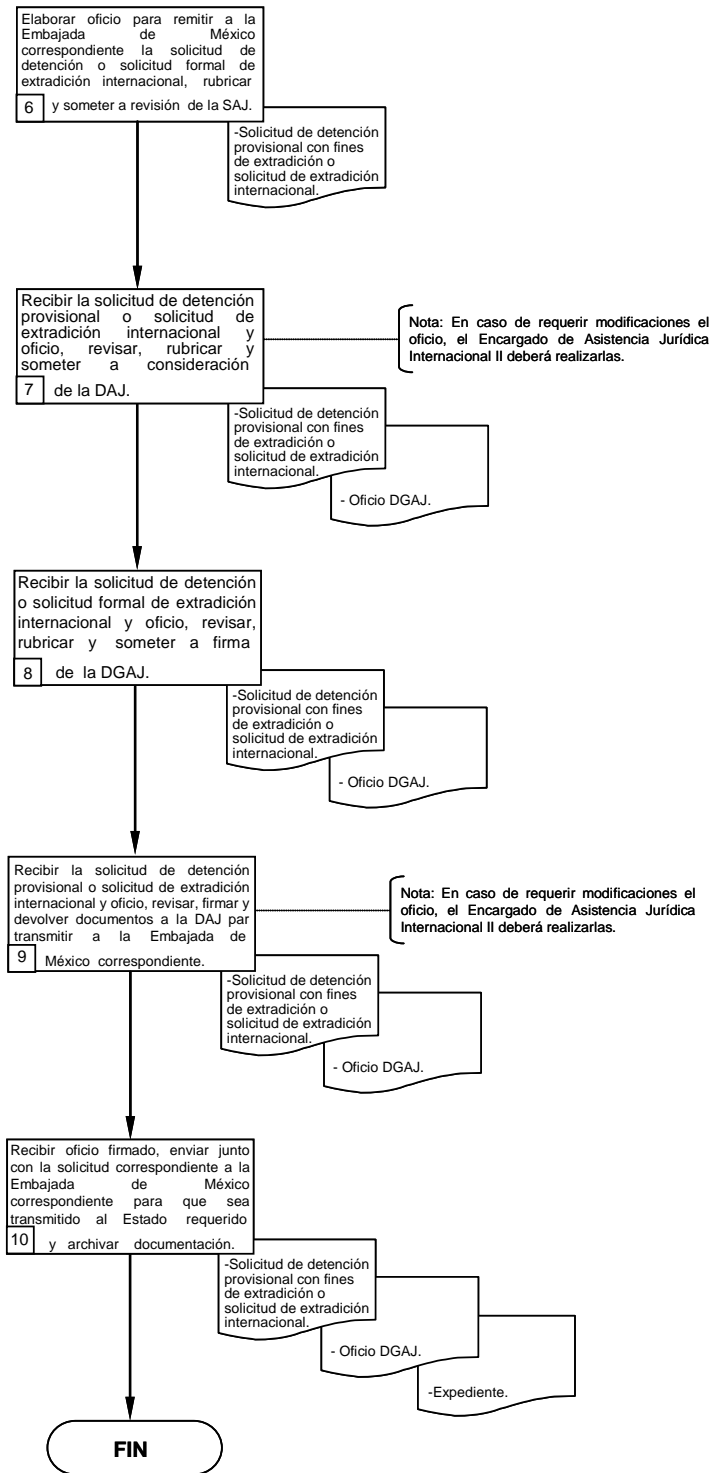 Elaborar oficio para remitir a la
Embajada de México
correspondiente la solicitud de
detención o solicitud formal de
extradición internacional, rubricar
6 y someter a revisión de la SAJ.
-Solicitud de detención
provisional con fines
de extradición o
solicitud de extradición
internacional.
Recibir la solicitud de detención
provisional o solicitud de
extradición internacional y
oficio, revisar, rubricar y
someter a consideración
7 de la DAJ.
Nota: En caso de requerir modificaciones el
oficio, el Encargado de Asistencia Jurídica
Internacional II deberá realizarlas.
-Solicitud de detención
provisional con fines
de extradición o
solicitud de extradición
internacional.
- Oficio DGAJ.
Recibir la solicitud de detención
o solicitud formal de extradición
internacional y oficio, revisar,
rubricar y someter a firma
8 de la DGAJ.
-Solicitud de detención
provisional con fines
de extradición o
solicitud de extradición
internacional.
- Oficio DGAJ.
Recibir la solicitud de detención
provisional o solicitud de extradición
internacional y oficio, revisar, firmar y
devolver documentos a la DAJ par
transmitir a la Embajada de
9 México correspondiente.
Nota: En caso de requerir modificaciones el
oficio, el Encargado de Asistencia Jurídica
Internacional II deberá realizarlas.
-Solicitud de detención
provisional con fines
de extradición o
solicitud de extradición
internacional.
- Oficio DGAJ.
Recibir oficio firmado, enviar junto
con la solicitud correspondiente a la
Embajada de México
correspondiente para que sea
transmitido al Estado requerido
10 y archivar documentación.
-Solicitud de detención
provisional con fines
de extradición o
solicitud de extradición
internacional.
- Oficio DGAJ.
-Expediente.
FIN